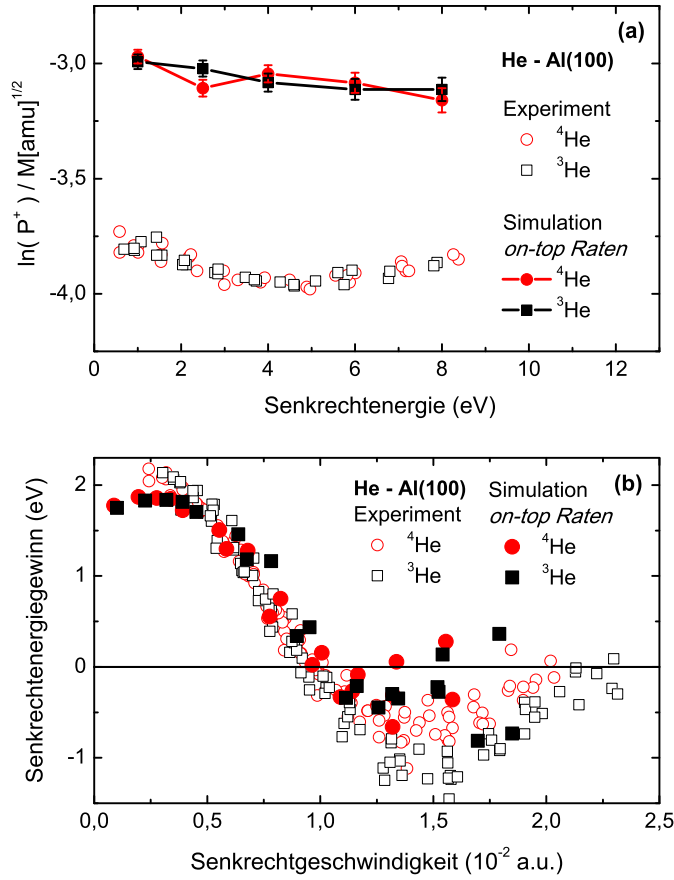 (a)
-3,0
-3,5
-4,0
ln( P⁺ ) / M[amu]^1/2
He - Al(100)
Experiment
⁴He
³He
Simulation
on-top Raten
⁴He
³He
0 2 4 6 8 10 12
Senkrechtenergie (eV)
(b)
2
1
0
-1
Senkrechtenergiegewinn (eV)
He - Al(100)
Experiment
⁴He
³He
Simulation
on-top Raten
⁴He
³He
0,0 0,5 1,0 1,5 2,0 2,5
Senkrechtgeschwindigkeit (10⁻² a.u.)